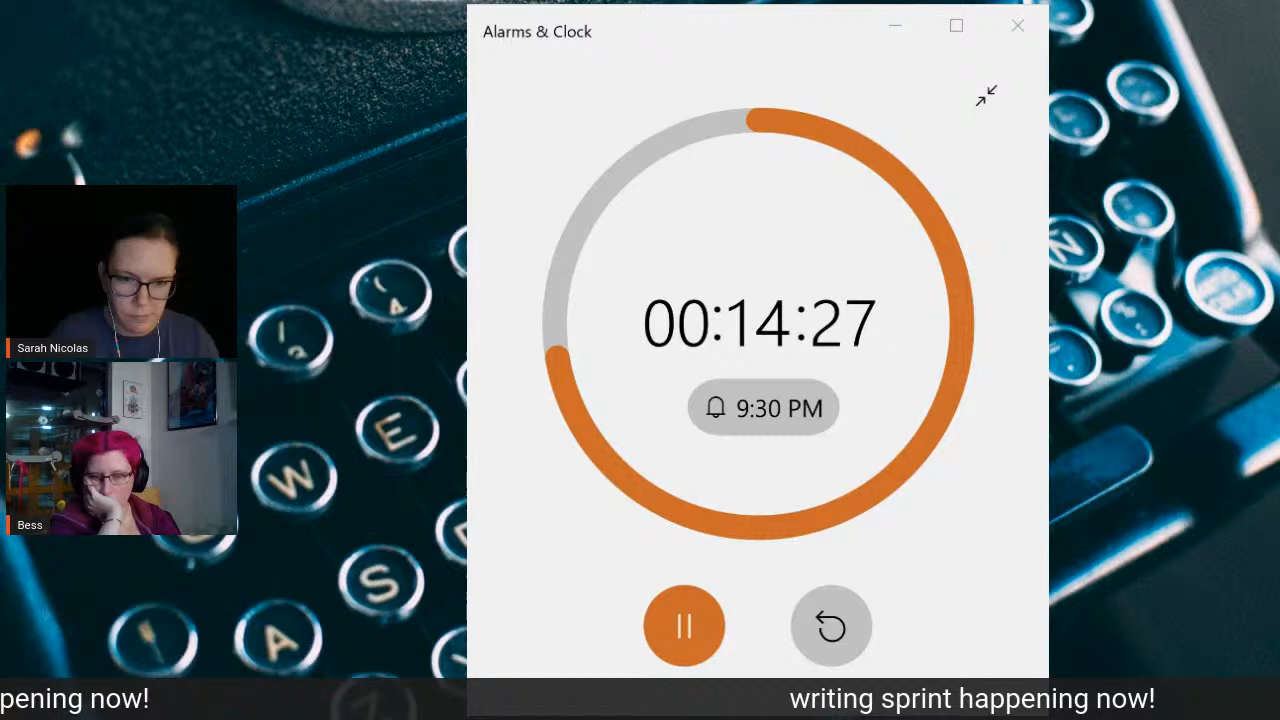 Alarms & Clock
00:14:27
9:30 PM
Sarah Nicolas
Bess
pening now!
writing sprint happening now!
W
E
S
A
N